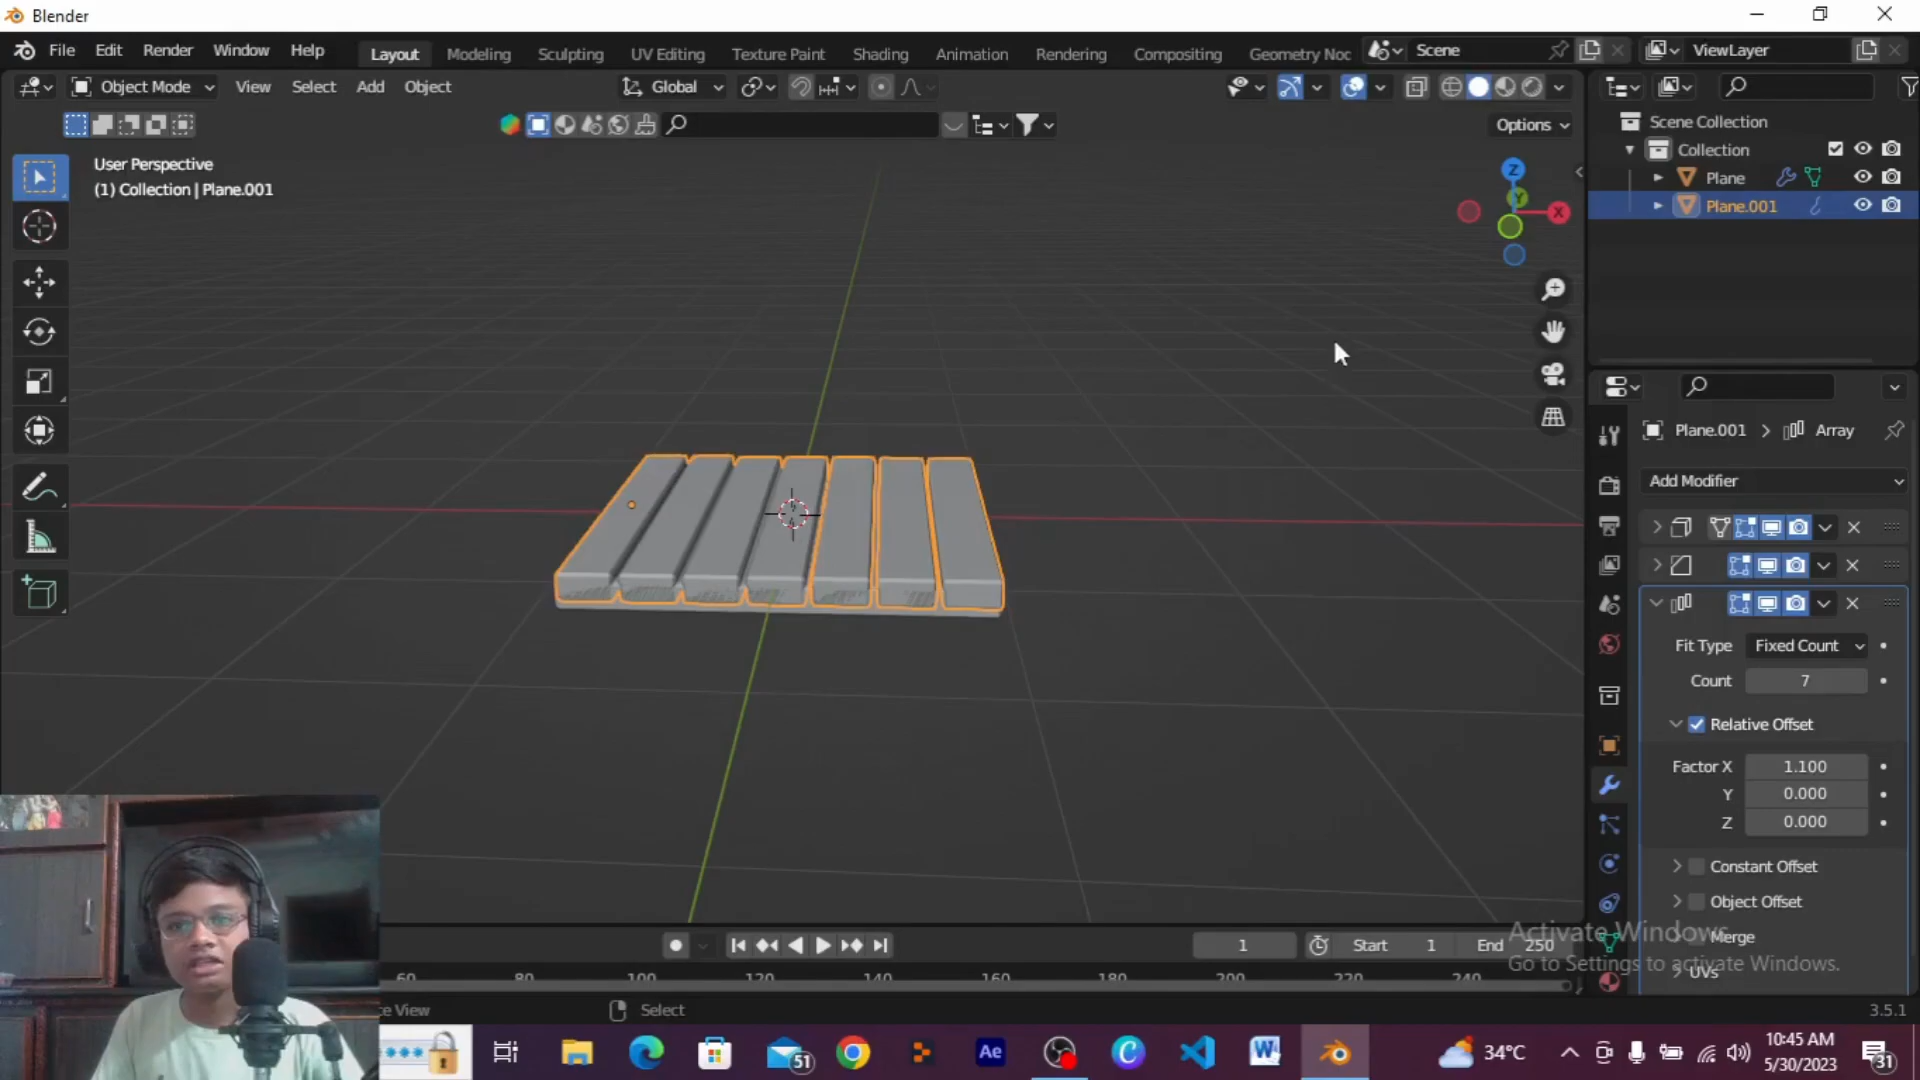 Blender
File Edit Render Window Help
Layout Modeling Sculpting UV Editing Texture Paint Shading Animation Rendering Compositing Geometry Noc
Scene
ViewLayer
Object Mode View Select Add Object
Global
Options
User Perspective
(1) Collection | Plane.001
Z
Y
X
Scene Collection
Collection
Plane
Plane.001
Plane.001 > Array
Add Modifier
Fit Type Fixed Count
Count 7
Relative Offset
Factor X 1.100
Y 0.000
Z 0.000
Constant Offset
Object Offset
Merge
UVs
Activate Windows
Go to Settings to activate Windows.
1 Start 1 End 250
60 80 100 120 140 160 180 200 220 240
ce View Select
3.5.1
51
Ae
34°C
10:45 AM
5/30/2023
31